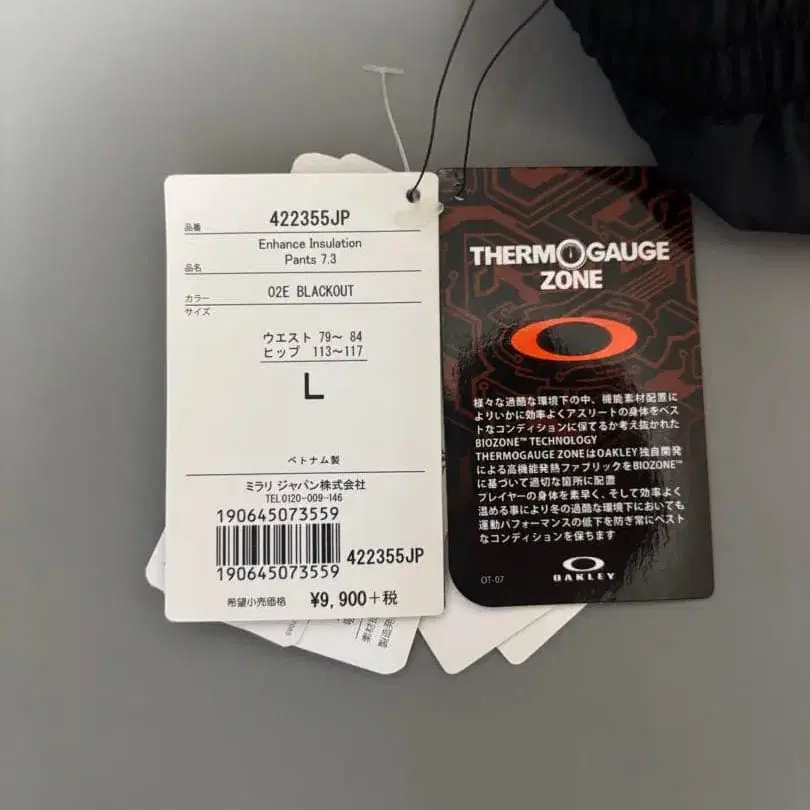 品番 422355JP
Enhance Insulation
品名 Pants 7.3
カラー 02E BLACKOUT
サイズ
ウエスト 79〜 84
ヒップ 113〜117
L
ベトナム製
ミラリ ジャパン株式会社
TEL0120-009-146
190645073559
422355JP
190645073559
希望小売価格 ¥9,900+税
THERMOGAUGE
ZONE
様々な過酷な環境下の中、機能素材配置に
よりいかに効率よくアスリートの身体をベス
トなコンディションに保てるか考え抜かれた
BIOZONE™ TECHNOLOGY
THERMOGAUGE ZONEはOAKLEY独自開発
による高機能発熱ファブリックをBIOZONE™
に基づいて適切な箇所に配置
プレイヤーの身体を素早く、そして効率よく
温める事により冬の過酷な環境下においても
運動パフォーマンスの低下を防ぎ常にベスト
なコンディションを保ちます
OT-07
OAKLEY